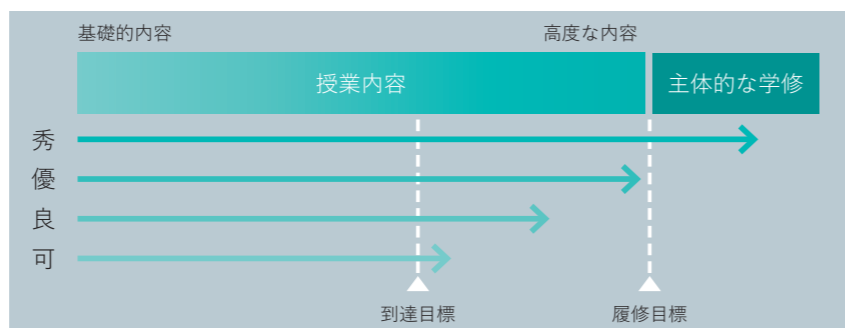 基礎的内容
高度な内容
授業内容
主体的な学修
秀
優
良
可
到達目標
履修目標